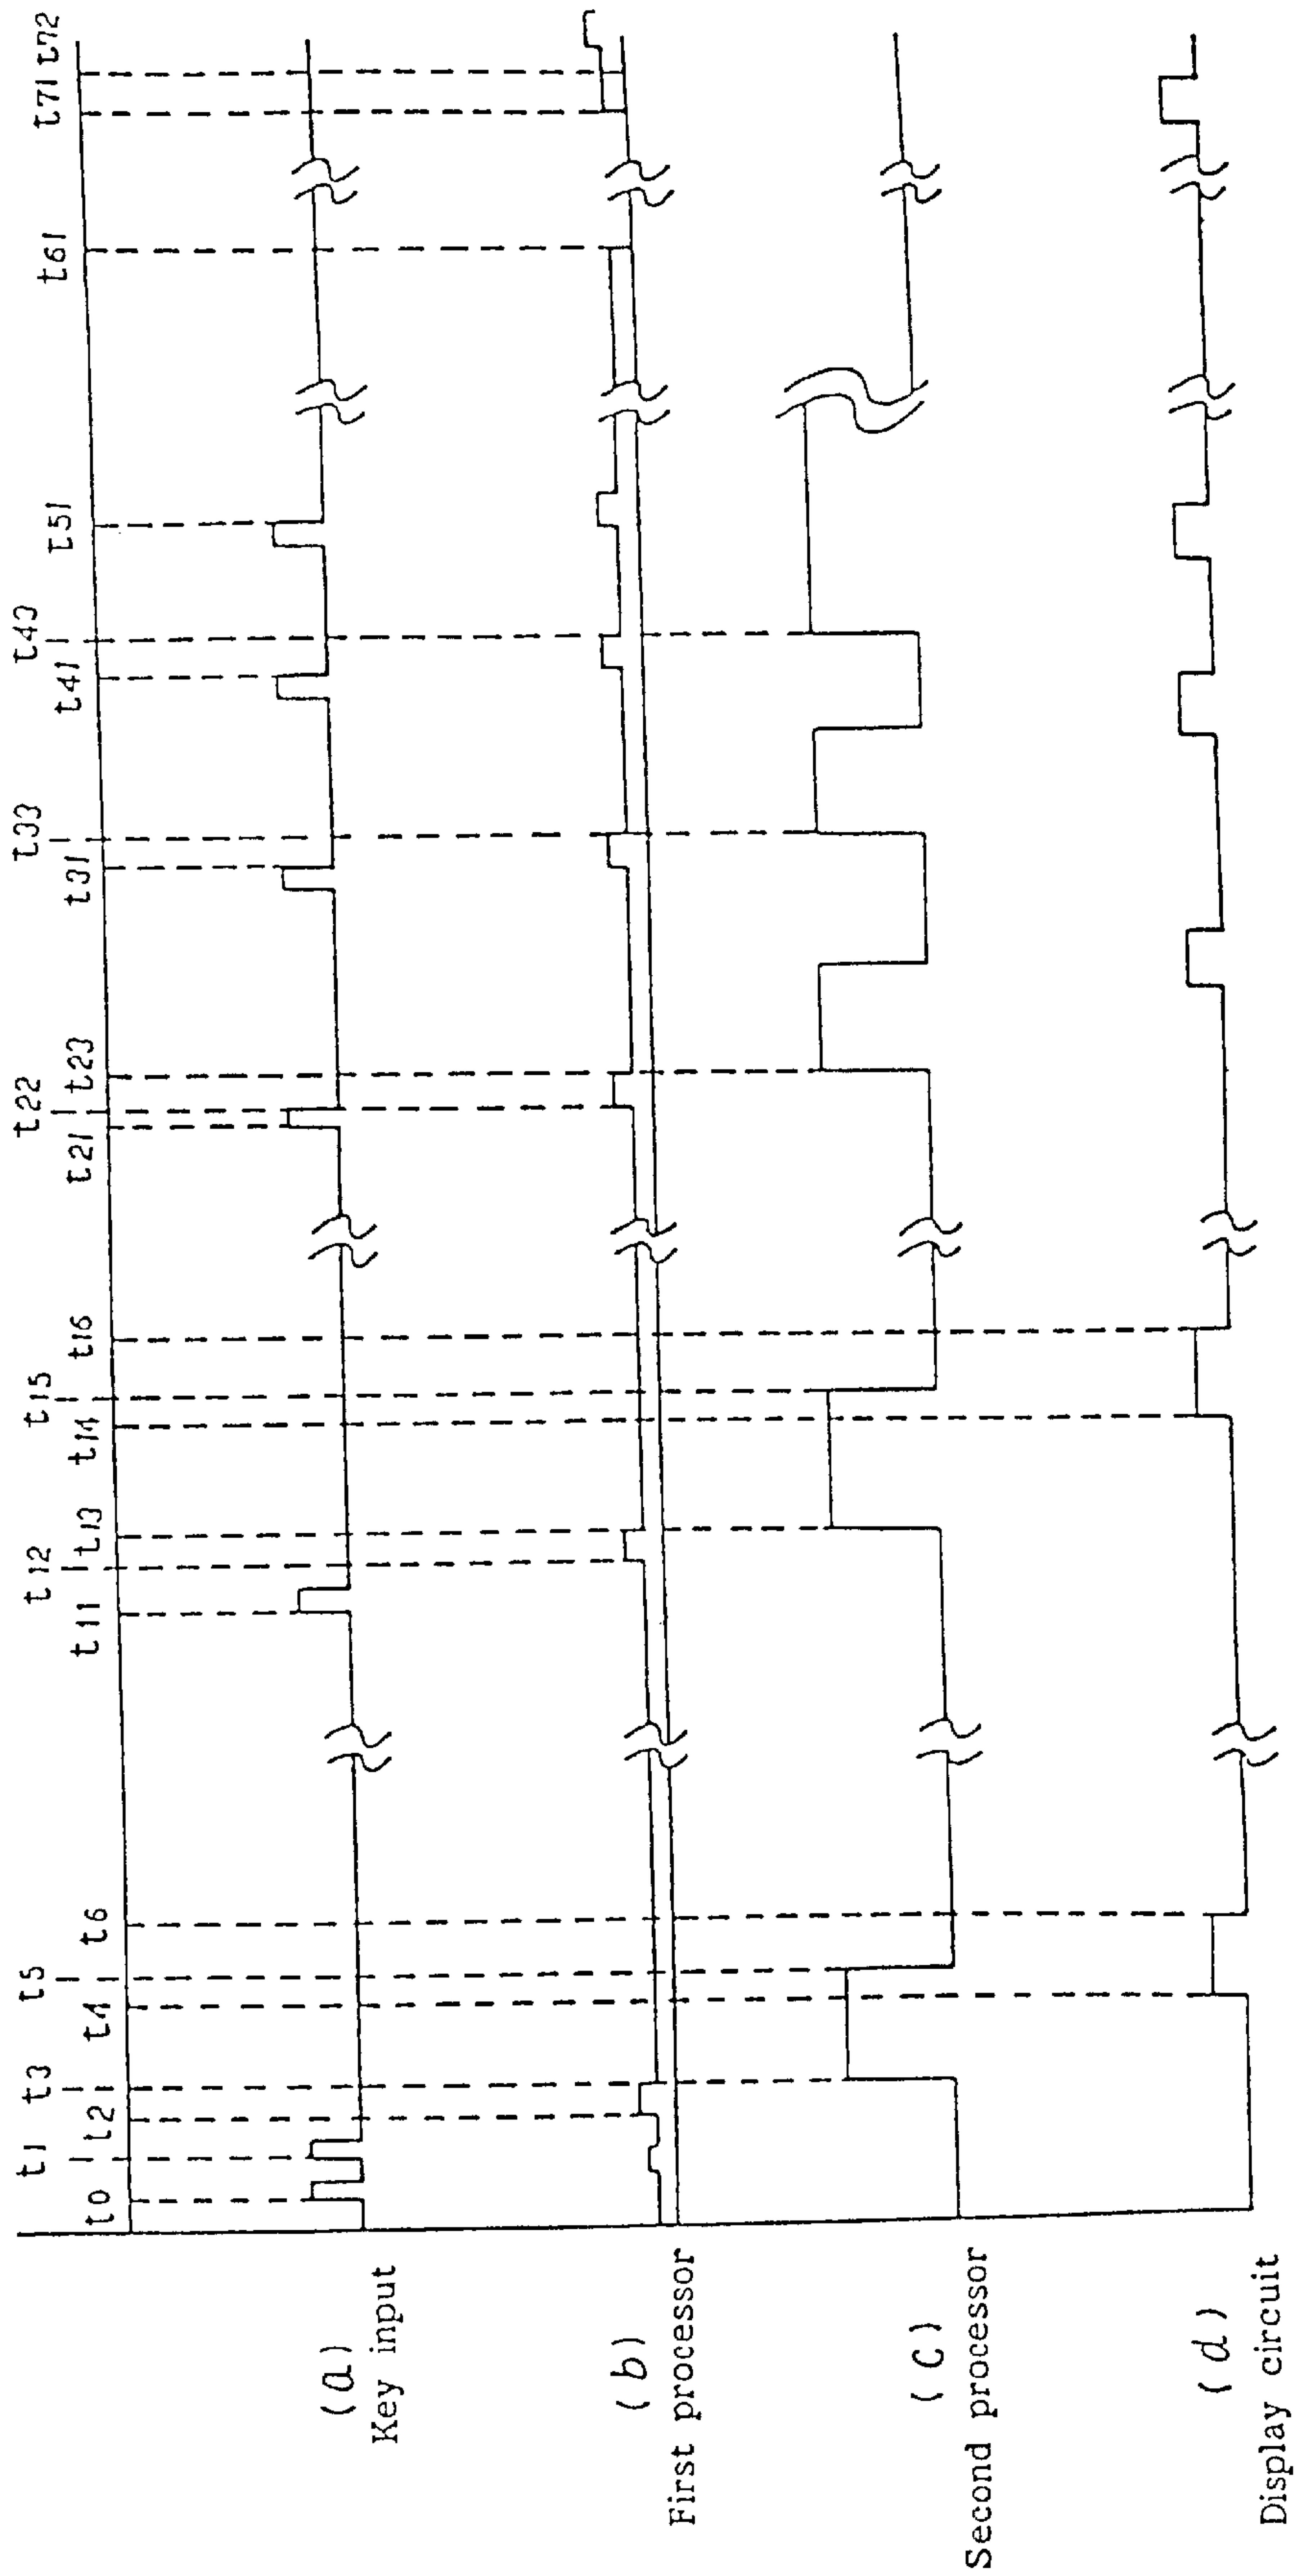 t1 t3 t5 t12 t15 t22 t33 t43
t0 t2 t4 t6 t11 t13 t14 t16 t21 t23 t31 t41 t51 t61 t71 t72
(a)
Key input
(b)
First processor
(c)
Second processor
(d)
Display circuit